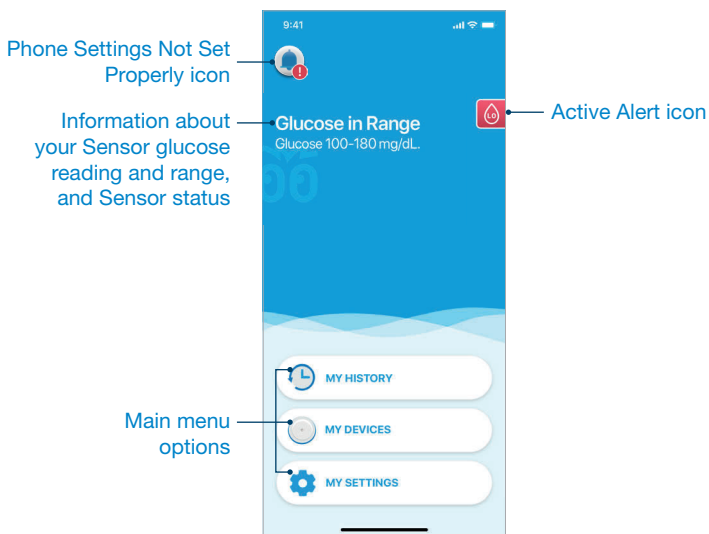 9:41
Phone Settings Not Set
Properly icon
LO
Active Alert icon
Information about
your Sensor glucose
reading and range,
and Sensor status
Glucose in Range
Glucose 100-180 mg/dL.
Main menu
options
MY HISTORY
MY DEVICES
MY SETTINGS